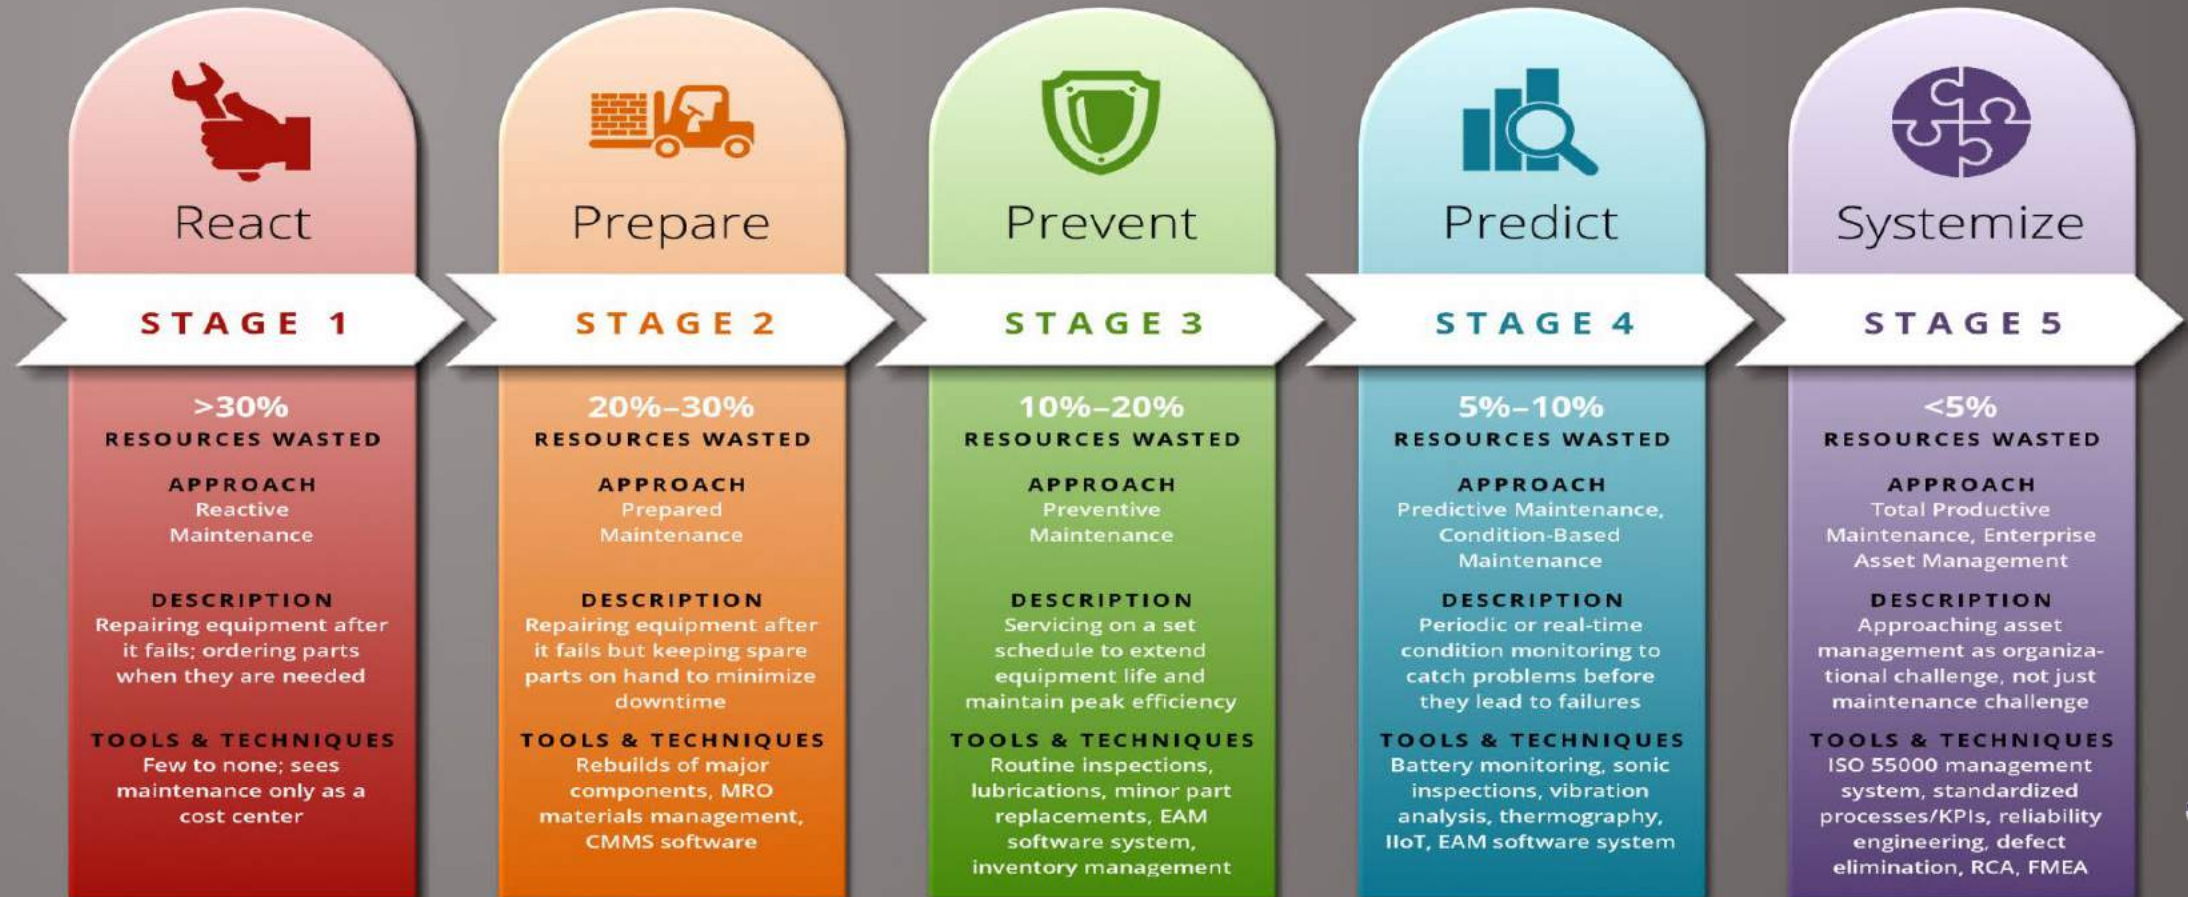 React
STAGE 1
>30%
RESOURCES WASTED
APPROACH
Reactive
Maintenance
DESCRIPTION
Repairing equipment after
it fails; ordering parts
when they are needed
TOOLS & TECHNIQUES
Few to none; sees
maintenance only as a
cost center
Prepare
STAGE 2
20%–30%
RESOURCES WASTED
APPROACH
Prepared
Maintenance
DESCRIPTION
Repairing equipment after
it fails but keeping spare
parts on hand to minimize
downtime
TOOLS & TECHNIQUES
Rebuilds of major
components, MRO
materials management,
CMMS software
Prevent
STAGE 3
10%–20%
RESOURCES WASTED
APPROACH
Preventive
Maintenance
DESCRIPTION
Servicing on a set
schedule to extend
equipment life and
maintain peak efficiency
TOOLS & TECHNIQUES
Routine inspections,
lubrications, minor part
replacements, EAM
software system,
inventory management
Predict
STAGE 4
5%–10%
RESOURCES WASTED
APPROACH
Predictive Maintenance,
Condition-Based
Maintenance
DESCRIPTION
Periodic or real-time
condition monitoring to
catch problems before
they lead to failures
TOOLS & TECHNIQUES
Battery monitoring, sonic
inspections, vibration
analysis, thermography,
IIoT, EAM software system
Systemize
STAGE 5
<5%
RESOURCES WASTED
APPROACH
Total Productive
Maintenance, Enterprise
Asset Management
DESCRIPTION
Approaching asset
management as organiza-
tional challenge, not just
maintenance challenge
TOOLS & TECHNIQUES
ISO 55000 management
system, standardized
processes/KPIs, reliability
engineering, defect
elimination, RCA, FMEA